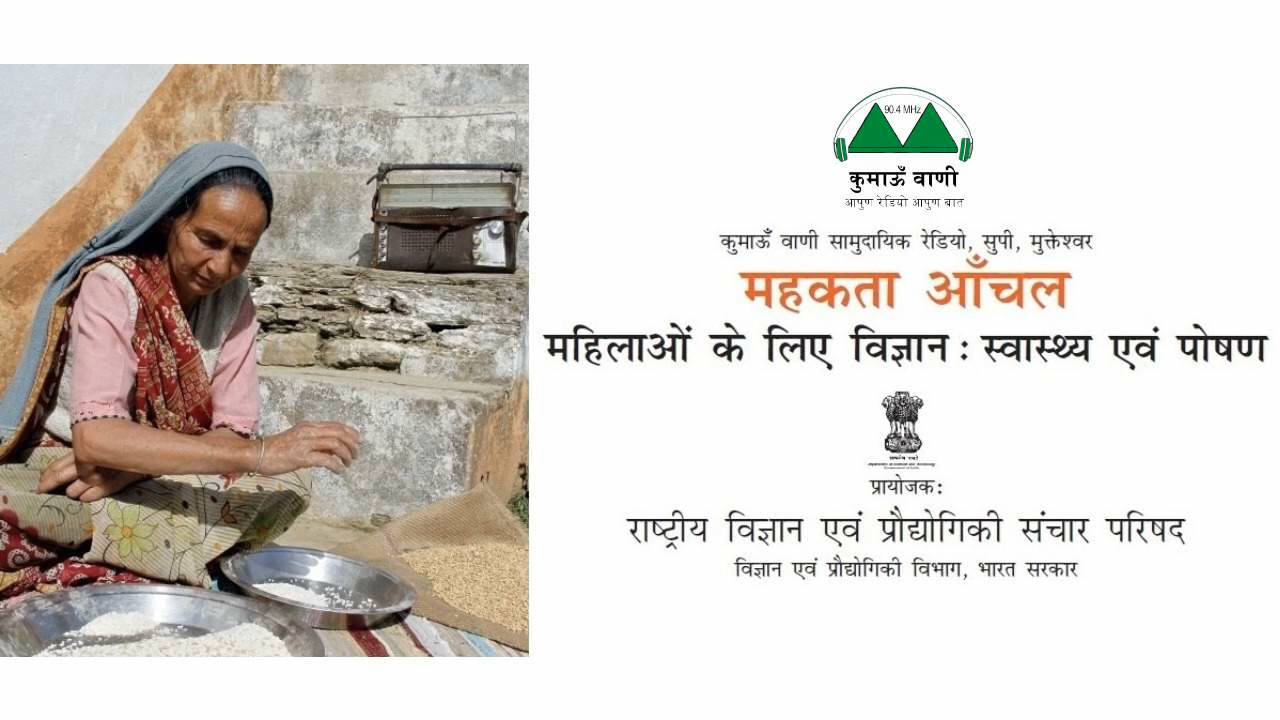 90.4 MHz
कुमाऊँ वाणी
आपुण रेडियो आपुण बात
कुमाऊँ वाणी सामुदायिक रेडियो, सुपी, मुक्तेश्वर
महकता आँचल
महिलाओं के लिए विज्ञान : स्वास्थ्य एवं पोषण
प्रायोजक:
राष्ट्रीय विज्ञान एवं प्रौद्योगिकी संचार परिषद
विज्ञान एवं प्रौद्योगिकी विभाग, भारत सरकार